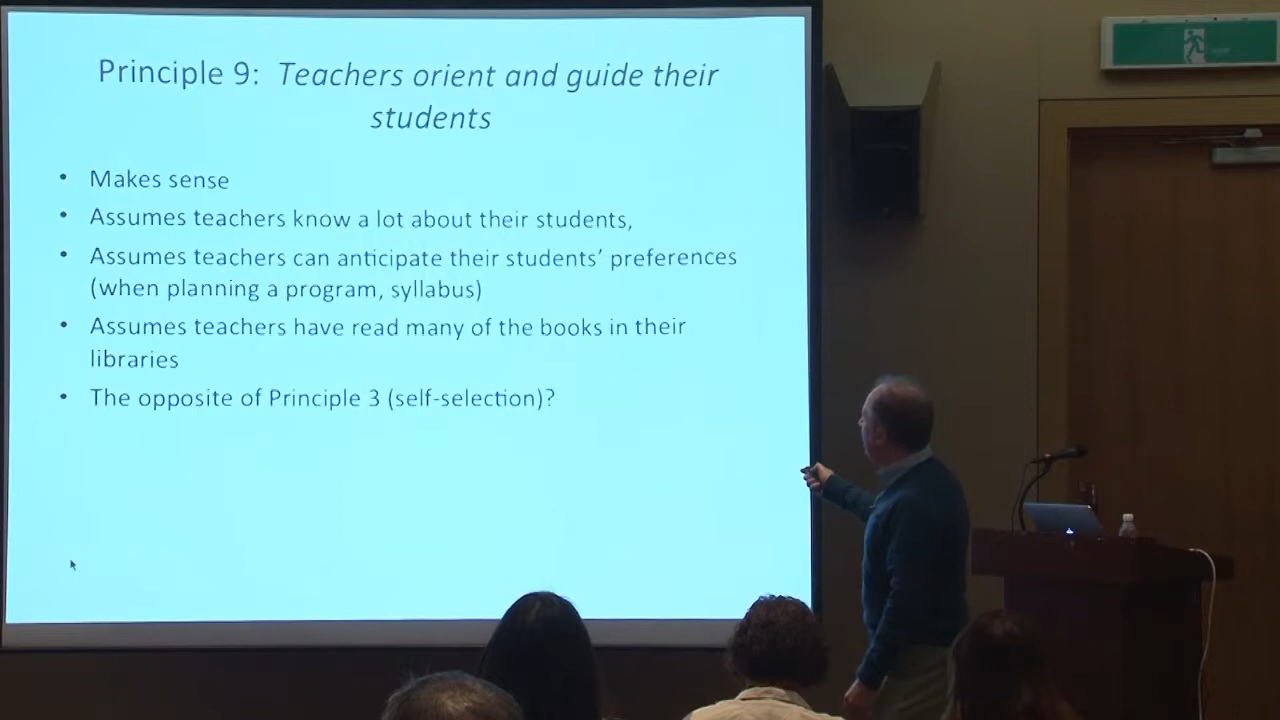 Principle 9: Teachers orient and guide their
students
• Makes sense
• Assumes teachers know a lot about their students,
• Assumes teachers can anticipate their students’ preferences
(when planning a program, syllabus)
• Assumes teachers have read many of the books in their
libraries
• The opposite of Principle 3 (self-selection)?